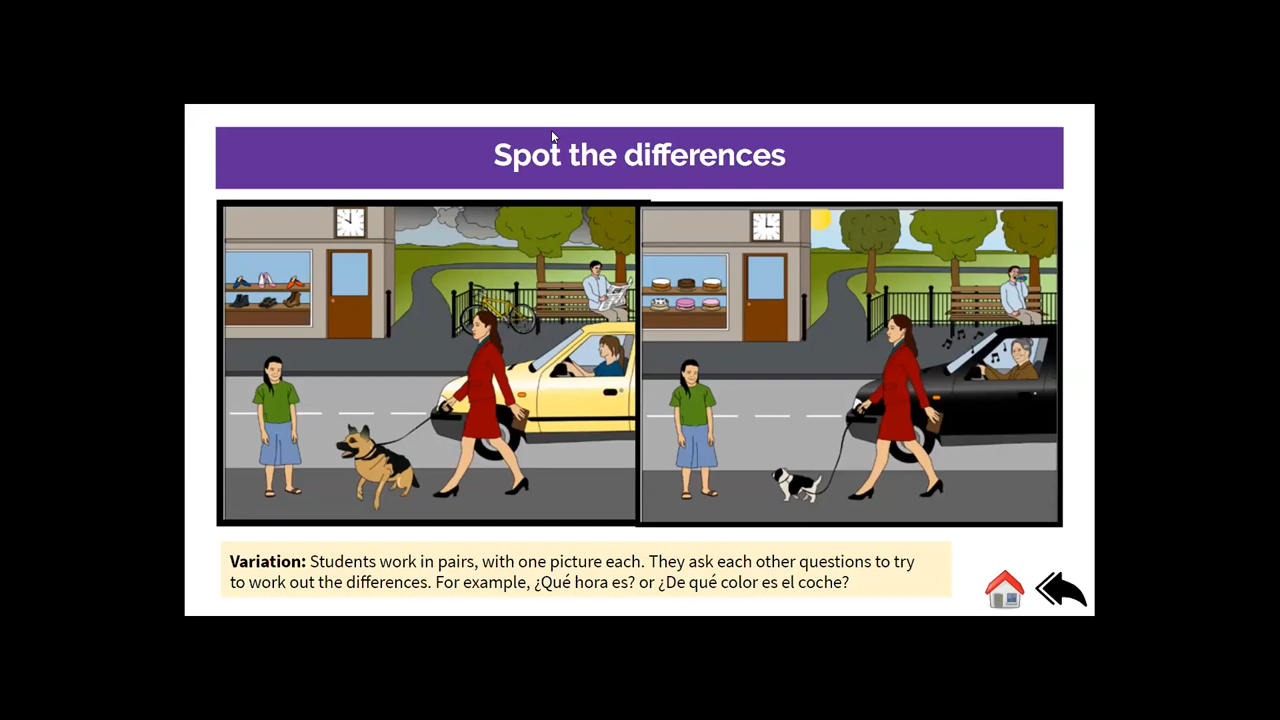 Spot the differences
Variation: Students work in pairs, with one picture each. They ask each other questions to try
to work out the differences. For example, ¿Qué hora es? or ¿De qué color es el coche?